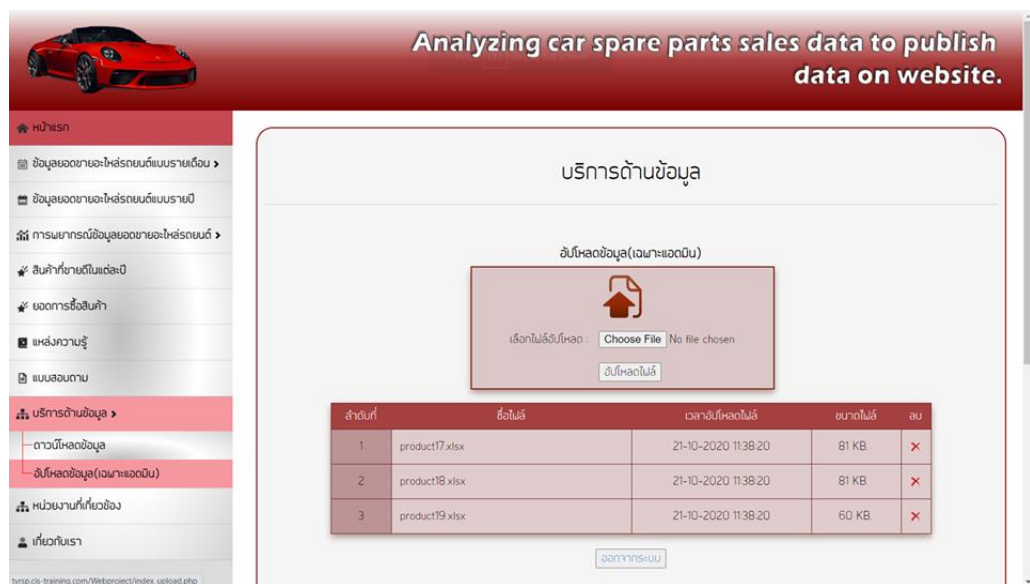 Analyzing car spare parts sales data to publish
data on website.
หน้าแรก
ข้อมูลยอดขายอะไหล่รถยนต์แบบรายเดือน >
ข้อมูลยอดขายอะไหล่รถยนต์แบบรายปี
การพยากรณ์ข้อมูลยอดขายอะไหล่รถยนต์ >
สินค้าที่ขายดีในแต่ละปี
ยอดการซื้อสินค้า
แหล่งความรู้
แบบสอบถาม
บริการด้านข้อมูล >
ดาวน์โหลดข้อมูล
อัปโหลดข้อมูล(เฉพาะแอดมิน)
หน่วยงานที่เกี่ยวข้อง
เกี่ยวกับเรา
tvrsp.cis-training.com/Webproject/index_upload.php
บริการด้านข้อมูล
อัปโหลดข้อมูล(เฉพาะแอดมิน)
เลือกไฟล์อัปโหลด : Choose File No file chosen
อัปโหลดไฟล์
ลำดับที่ ชื่อไฟล์ เวลาอัปโหลดไฟล์ ขนาดไฟล์ ลบ
1 product17.xlsx 21-10-2020 11:38:20 81 KB.
2 product18.xlsx 21-10-2020 11:38:20 81 KB.
3 product19.xlsx 21-10-2020 11:38:20 60 KB.
ออกจากระบบ